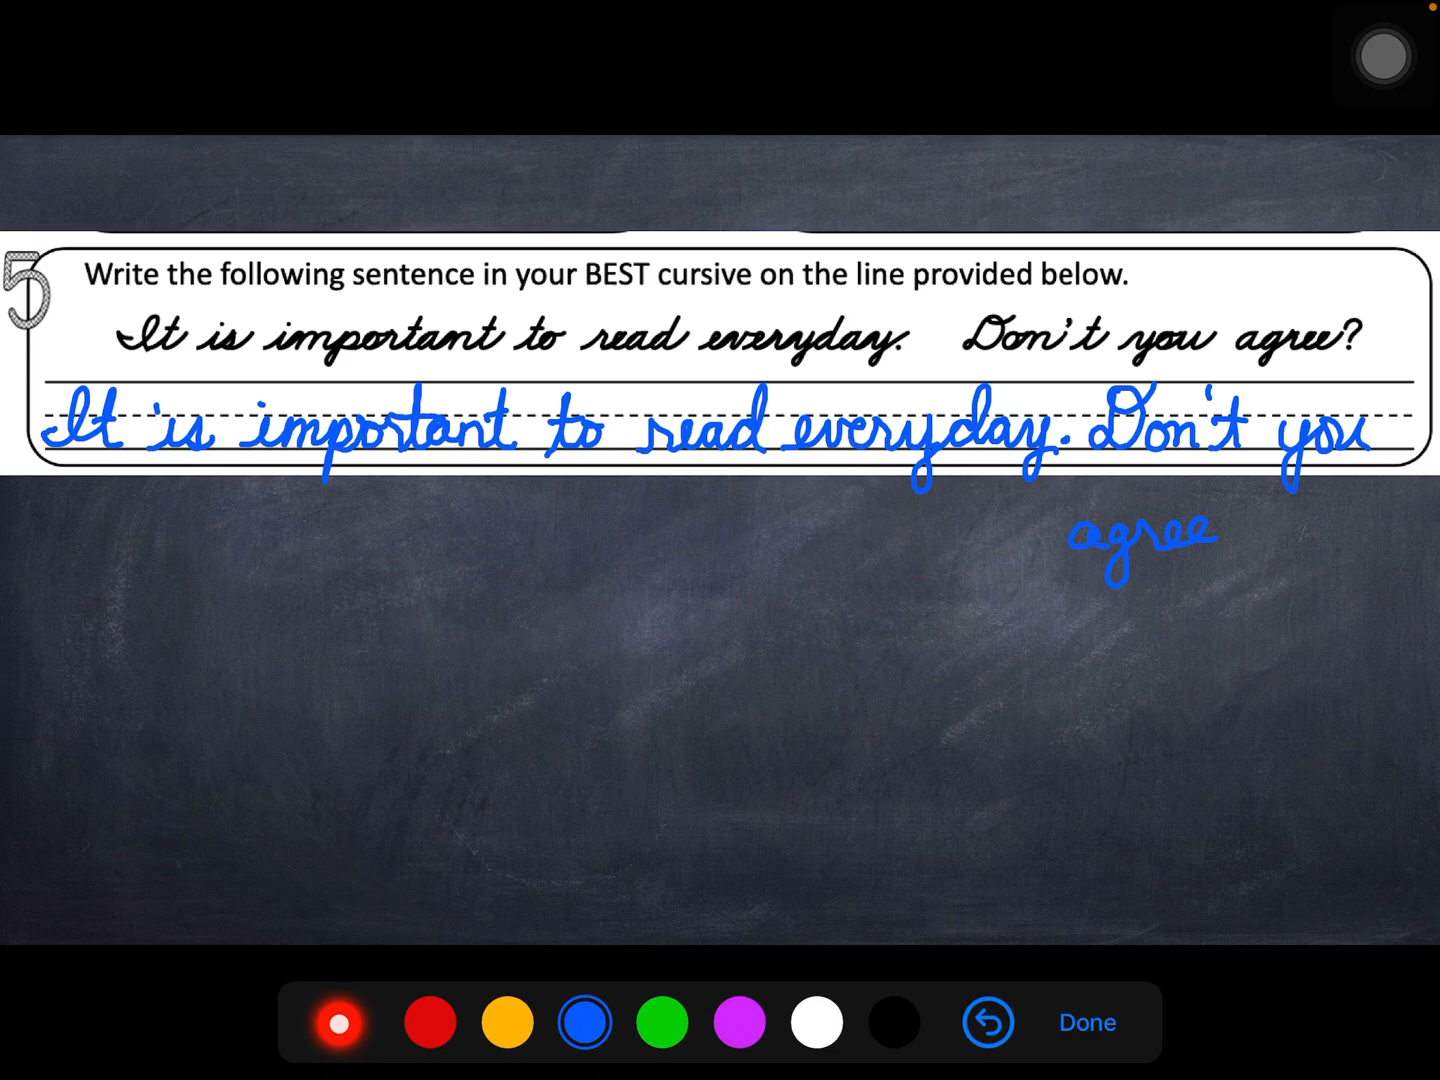 5
Write the following sentence in your BEST cursive on the line provided below.
It is important to read everyday. Don't you agree?
It is important to read everyday. Don't you
agree
Done